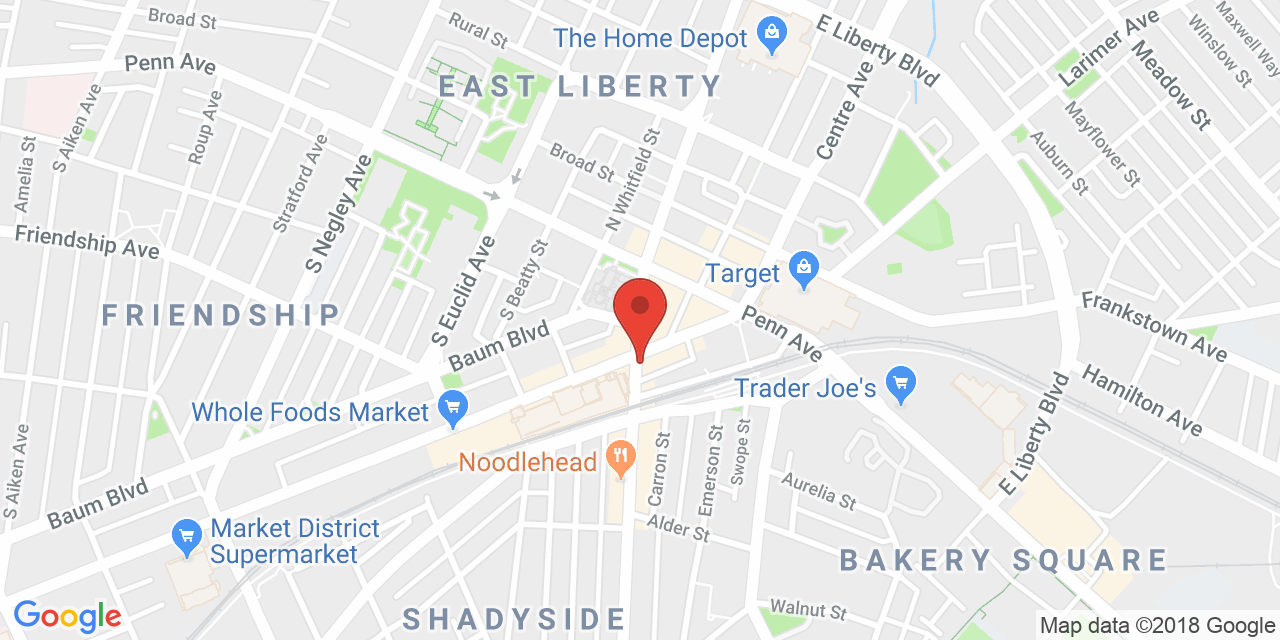 Broad St
Rural St
The Home Depot
E Liberty Blvd
Larimer Ave
Maxwell Way
Winslow St
Meadow St
Penn Ave
EAST LIBERTY
Centre Ave
S Aiken Ave
Roup Ave
Mayflower St
Amelia St
Stratford Ave
S Negley Ave
Broad St
N Whitfield St
Auburn St
Friendship Ave
S Euclid Ave
S Beatty St
Target
FRIENDSHIP
Baum Blvd
Penn Ave
Frankstown Ave
Whole Foods Market
Trader Joe's
Hamilton Ave
E Liberty Blvd
S Aiken Ave
Baum Blvd
Noodlehead
Carron St
Emerson St
Swope St
Aurelia St
Market District
Supermarket
Alder St
BAKERY SQUARE
Google
SHADYSIDE
Walnut St
Map data ©2018 Google